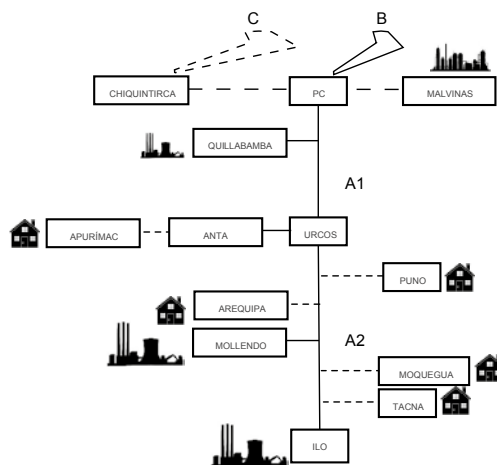 C
B
CHIQUINTIRCA
PC
MALVINAS
QUILLABAMBA
A1
APURÍMAC
ANTA
URCOS
PUNO
AREQUIPA
MOLLENDO
A2
MOQUEGUA
TACNA
ILO